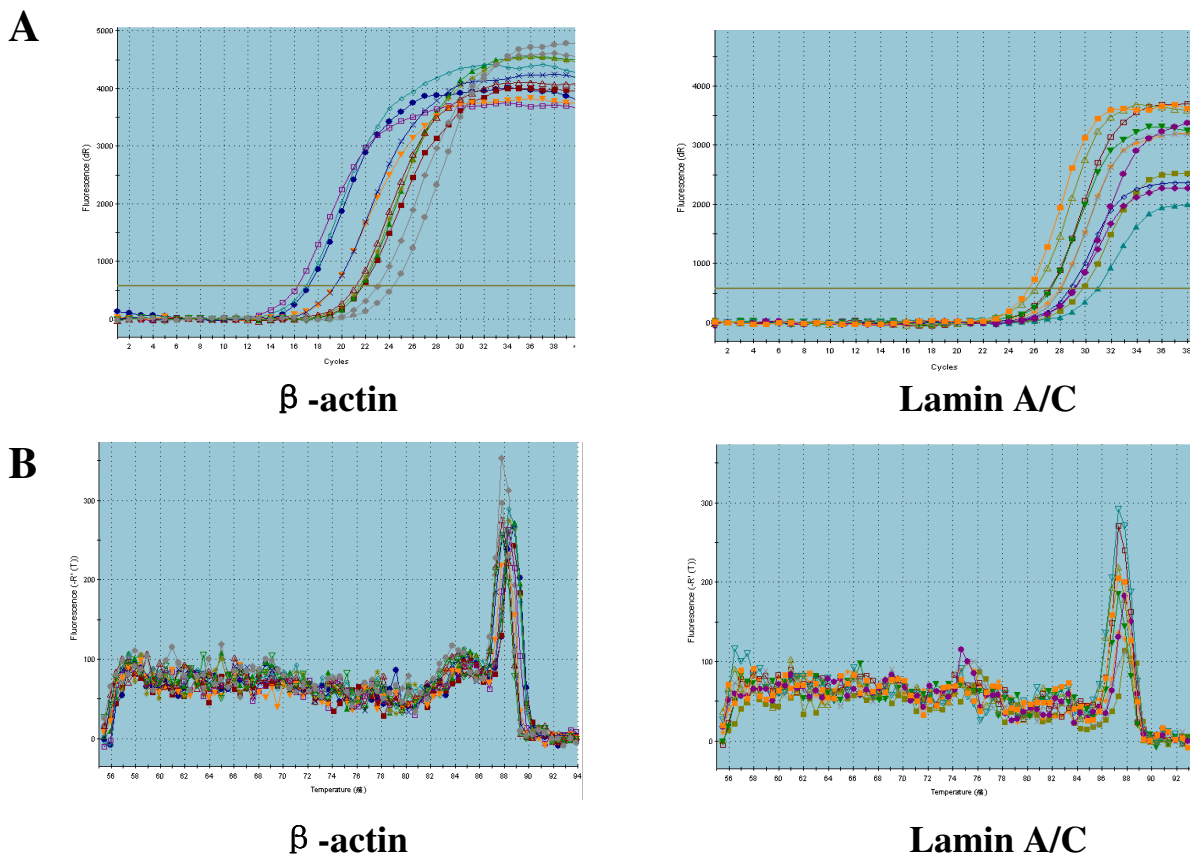 A
Fluorescence (dR)
5000
4000
3000
2000
1000
0
2 4 6 8 10 12 14 16 18 20 22 24 26 28 30 32 34 36 38
Cycles
β-actin
Fluorescence (dR)
4000
3000
2000
1000
0
2 4 6 8 10 12 14 16 18 20 22 24 26 28 30 32 34 36 38
Cycles
Lamin A/C
B
Fluorescence (-R' (T))
300
200
100
0
56 58 60 62 64 66 68 70 72 74 76 78 80 82 84 86 88 90 92 94
Temperature (癈)
β-actin
Fluorescence (-R' (T))
300
200
100
0
56 58 60 62 64 66 68 70 72 74 76 78 80 82 84 86 88 90 92
Temperature (癈)
Lamin A/C